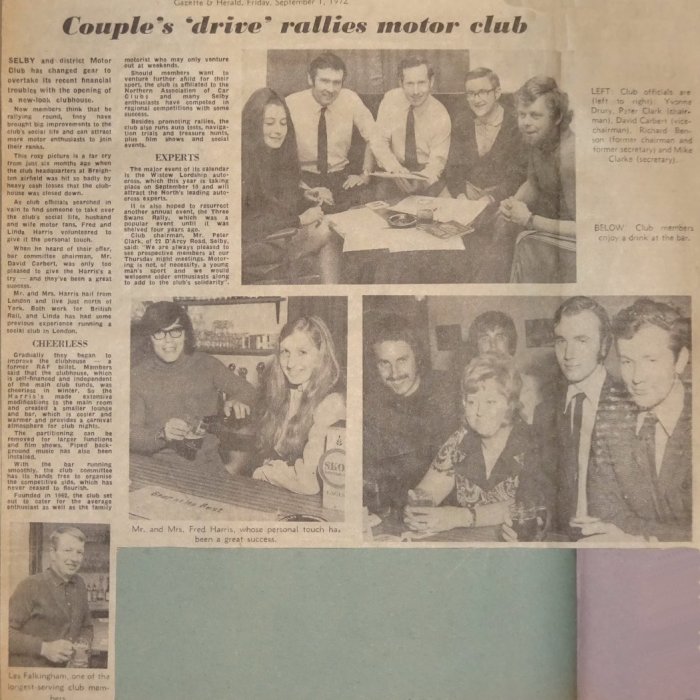 Gazette & Herald, Friday, September 1, 1972
Couple's 'drive' rallies motor club
SELBY and district Motor
Club has changed gear to
overtake its recent financial
troubles with the opening of
a new-look clubhouse.
Now members think that be
rallying round, they have
brought big improvements to the
club's social life and can attract
more motor enthusiasts to join
their ranks.
This rosy picture is a far cry
from just six months ago when
the club headquarters at Breigh-
ton airfield was hit so badly by
heavy cash losses that the club-
house was closed down.
As club officials searched in
vain to find someone to take over
the club's social life, husband
and wife motor fans, Fred and
Linda Harris volunteered to
give it the personal touch.
When he heard of their offer,
bar committee chairman, Mr.
David Carbert, was only too
pleased to give the Harris's a
try — and they've been a great
success.
Mr. and Mrs. Harris hail from
London and live just north of
York. Both work for British
Rail, and Linda has had some
previous experience running a
social club in London.
CHEERLESS
Gradually they began to
improve the clubhouse — a
former RAF billet. Members
said that the clubhouse, which
is self-financed and independent
of the main club funds, was
cheerless in winter. So the
Harris's made extensive
modifications to the main room
and created a smaller lounge
and bar, which is cosier and
warmer and provides a carnival
atmosphere for club nights.
The partitioning can be
removed for larger functions
and film shows. Piped back-
ground music has also been
installed.
With the bar running
smoothly, the club committee
has its hands free to organise
the competitive side, which has
never ceased to flourish.
Founded in 1962, the club set
out to cater for the average
enthusiast as well as the family
motorist who may only venture
out at weekends.
Should members want to
venture further afield for their
sport, the club is affiliated to the
Northern Association of Car
Clubs and many Selby
enthusiasts have competed in
regional competitions with some
success.
Besides promoting rallies, the
club also runs auto tests, naviga-
tion trials and treasure hunts,
plus film shows and social
events.
EXPERTS
The major event of its calendar
is the Wistow Lordship auto-
cross, which this year is taking
place on September 10 and will
attract the North's leading auto-
cross experts.
It is also hoped to resurrect
another annual event, the Three
Swans Rally, which was a
popular event until it was
shelved four years ago.
Club chairman, Mr. Peter
Clark, of 21 D'Arcy Road, Selby,
said: "We are always pleased to
see prospective members at our
Thursday night meetings. Motor-
ing is not, of necessity, a young
man's sport and we would
welcome older enthusiasts along
to add to the club's solidarity".
LEFT: Club officials are
(left to right): Yvonne
Drury, Peter Clark (chair-
man), David Carbert (vice-
chairman), Richard Ben-
son (former chairman and
former secretary) and Mike
Clarke (secretary).
BELOW: Club members
enjoy a drink at the bar.
SKOL
LAGER
Mr. and Mrs. Fred Harris, whose personal touch has
been a great success.
Les Falkingham, one of the
longest-serving club mem-
bers.